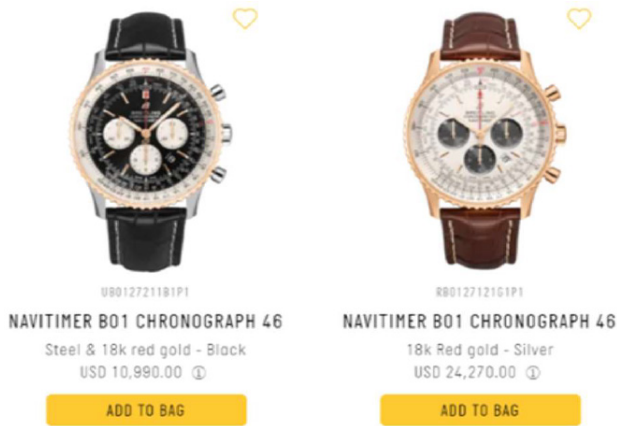 UB0127211B1P1
NAVITIMER B01 CHRONOGRAPH 46
Steel & 18k red gold - Black
USD 10,990.00
ADD TO BAG
RB0127121G1P1
NAVITIMER B01 CHRONOGRAPH 46
18k Red gold - Silver
USD 24,270.00
ADD TO BAG